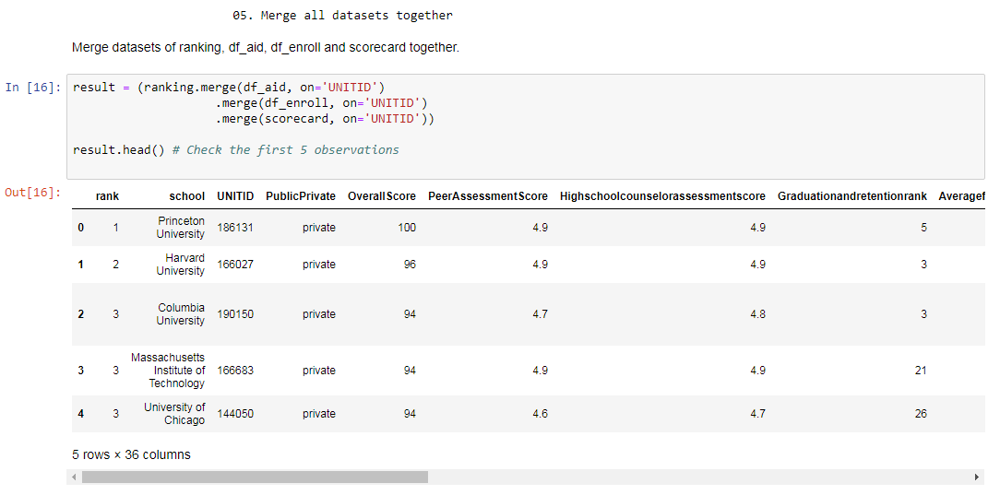 05. Merge all datasets together
Merge datasets of ranking, df_aid, df_enroll and scorecard together.
In [16]: result = (ranking.merge(df_aid, on='UNITID')
.merge(df_enroll, on='UNITID')
.merge(scorecard, on='UNITID'))
result.head() # Check the first 5 observations
Out[16]:
rank school UNITID PublicPrivate OverallScore PeerAssessmentScore Highschoolcounselorassessmentscore Graduationandretentionrank Averagef
0 1 Princeton University 186131 private 100 4.9 4.9 5
1 2 Harvard University 166027 private 96 4.9 4.9 3
2 3 Columbia University 190150 private 94 4.7 4.8 3
3 3 Massachusetts Institute of Technology 166683 private 94 4.9 4.9 21
4 3 University of Chicago 144050 private 94 4.6 4.7 26
5 rows × 36 columns